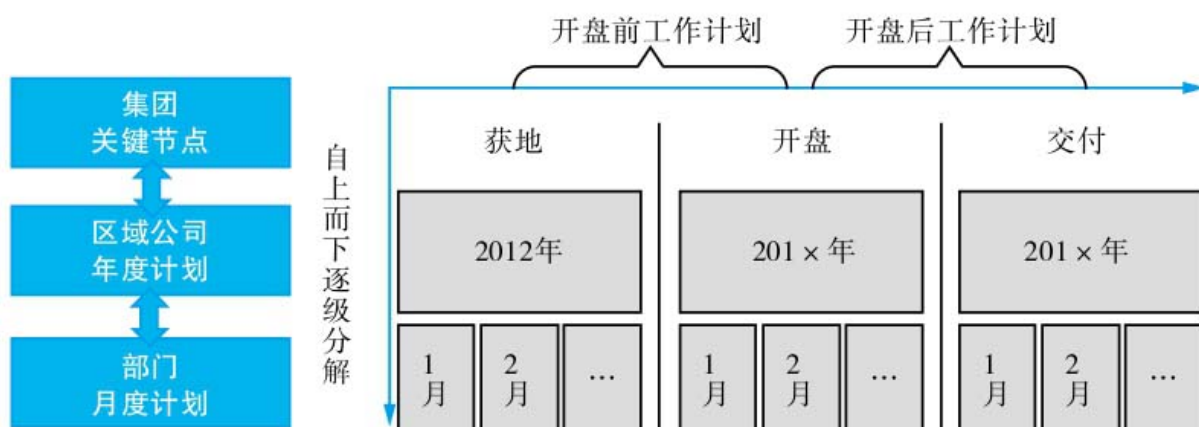 开盘前工作计划
开盘后工作计划
集团
关键节点
区域公司
年度计划
部门
月度计划
自上而下逐级分解
获地
开盘
交付
2012年
201 × 年
201 × 年
1月
2月
…
1月
2月
…
1月
2月
…